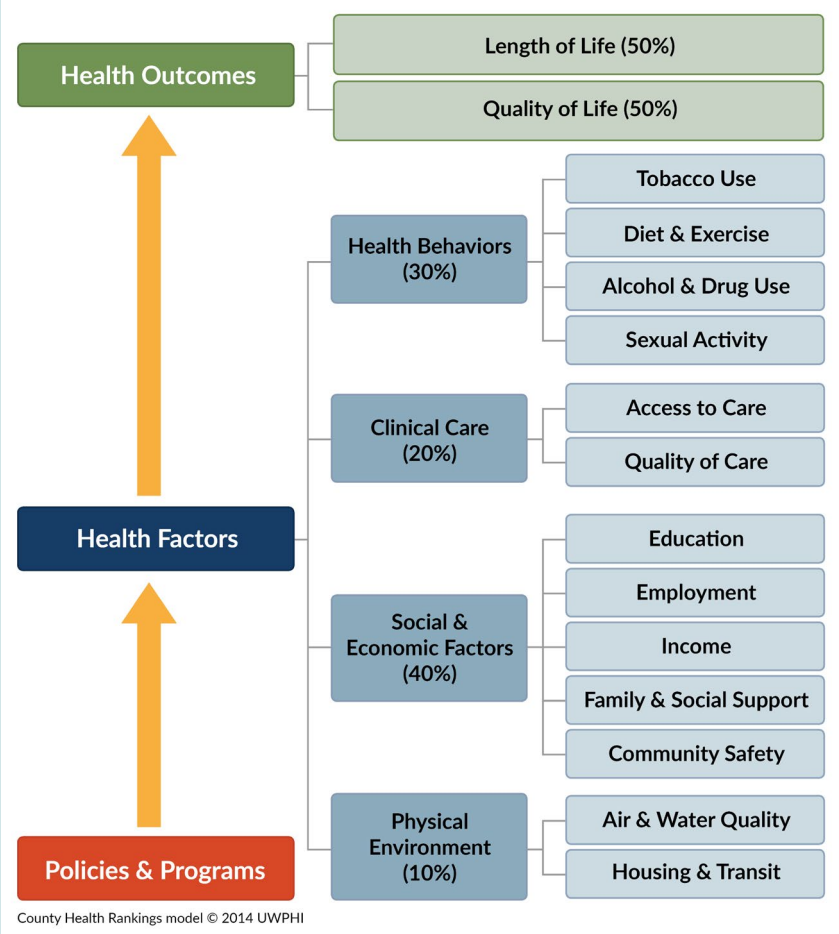 Health Outcomes
Length of Life (50%)
Quality of Life (50%)
Health Factors
Health Behaviors
(30%)
Tobacco Use
Diet & Exercise
Alcohol & Drug Use
Sexual Activity
Clinical Care
(20%)
Access to Care
Quality of Care
Social &
Economic Factors
(40%)
Education
Employment
Income
Family & Social Support
Community Safety
Physical
Environment
(10%)
Air & Water Quality
Housing & Transit
Policies & Programs
County Health Rankings model © 2014 UWPHI